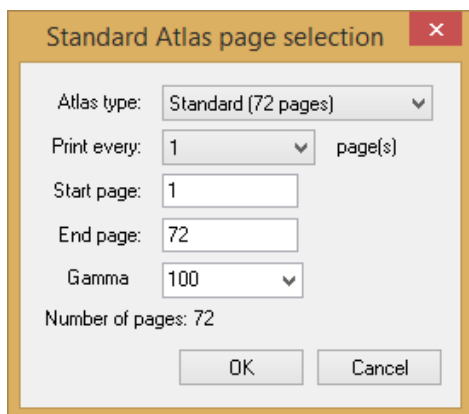 Standard Atlas page selection
Atlas type: Standard (72 pages)
Print every: 1 page(s)
Start page: 1
End page: 72
Gamma 100
Number of pages: 72
OK Cancel